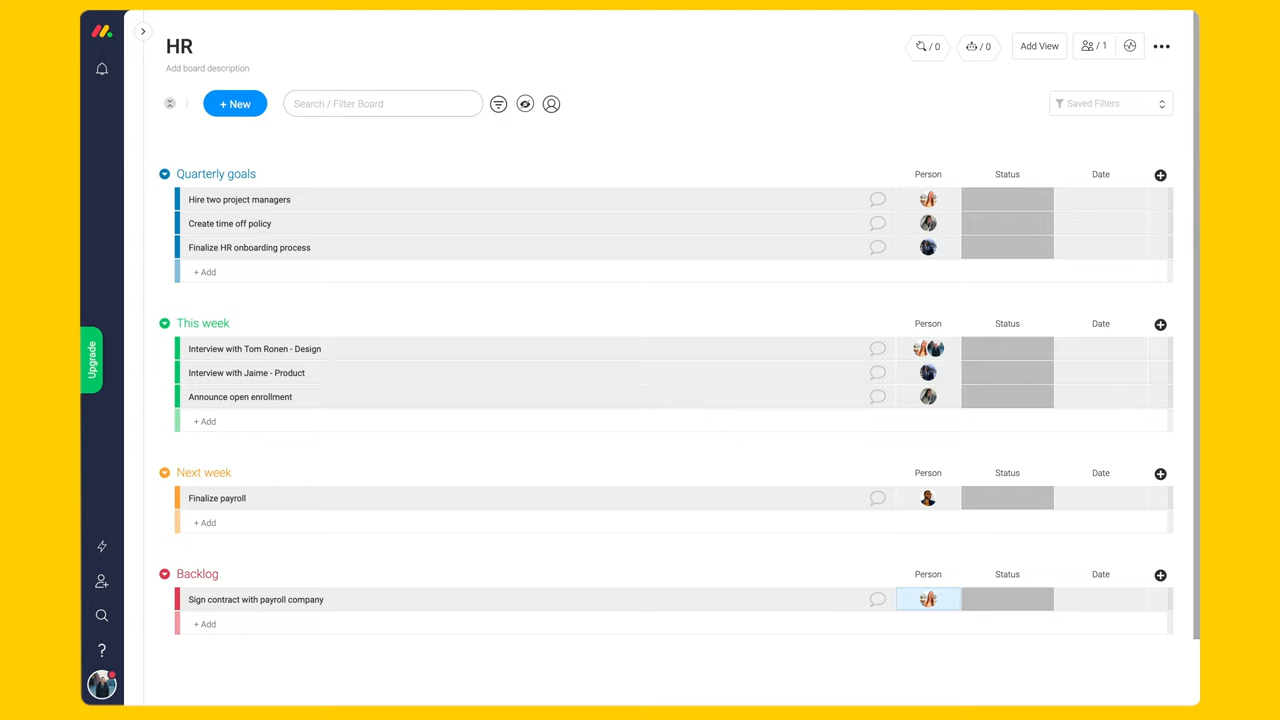 HR
Add board description
/ 0
/ 0
Add View
/ 1
+ New
Search / Filter Board
Saved Filters
Quarterly goals
Person
Status
Date
Hire two project managers
Create time off policy
Finalize HR onboarding process
+ Add
This week
Person
Status
Date
Interview with Tom Ronen - Design
Interview with Jaime - Product
Announce open enrollment
+ Add
Upgrade
Next week
Person
Status
Date
Finalize payroll
+ Add
Backlog
Person
Status
Date
Sign contract with payroll company
+ Add
?